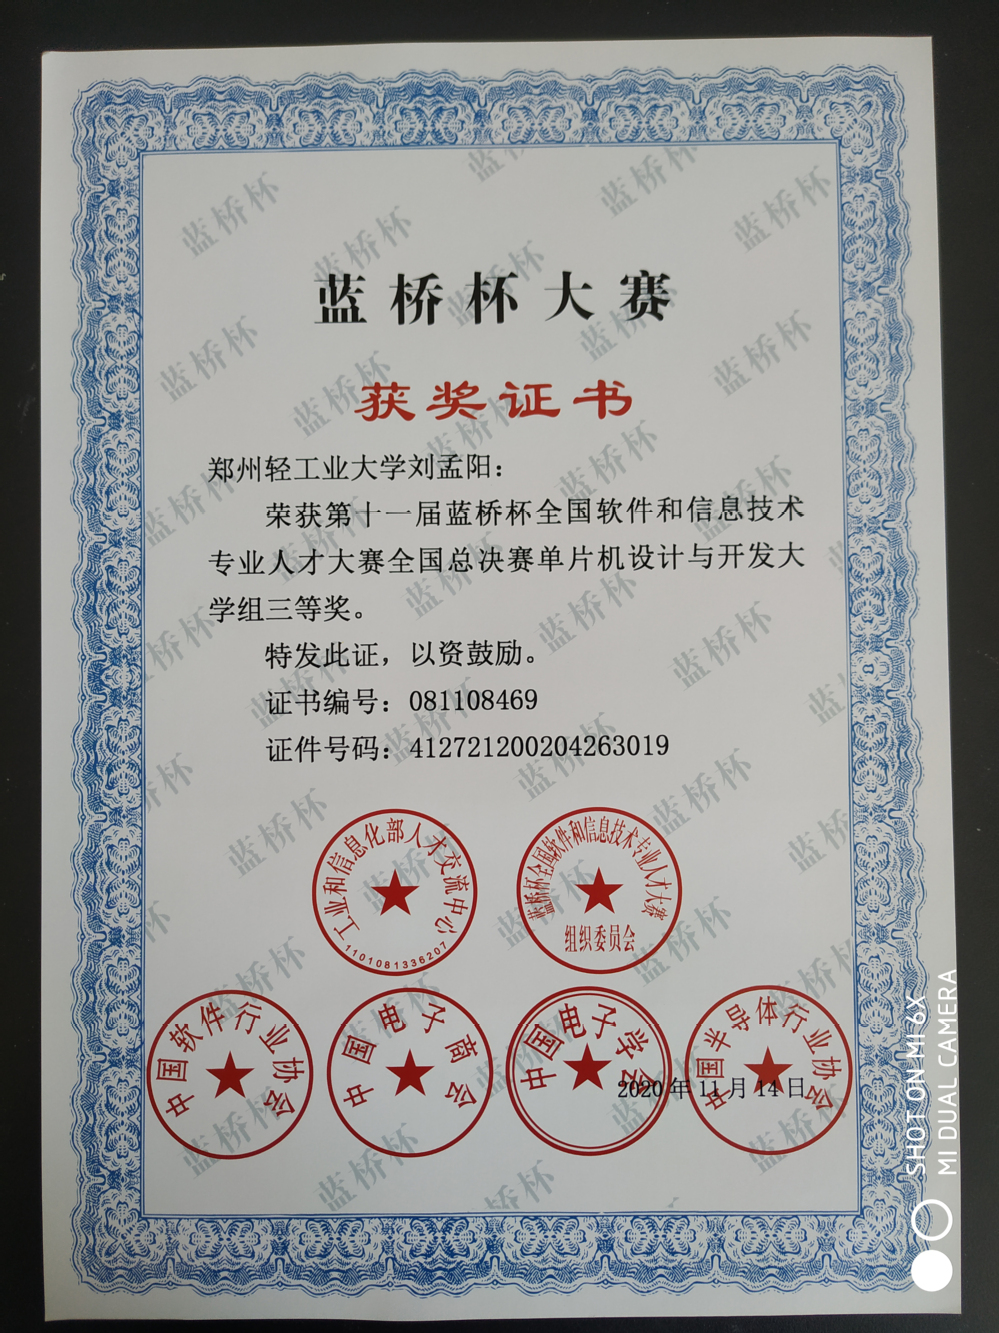 蓝桥杯大赛
获奖证书
郑州轻工业大学刘孟阳：
荣获第十一届蓝桥杯全国软件和信息技术
专业人才大赛全国总决赛单片机设计与开发大
学组三等奖。
特发此证，以资鼓励。
证书编号：081108469
证件号码：412721200204263019
工业和信息化部人才交流中心
1101081336207
蓝桥杯全国软件和信息技术专业人才大赛
组织委员会
中国软件行业协会
中国电子商会
中国电子学会
中国半导体行业协会
2020年11月14日
SHOT ON MI 6X
MI DUAL CAMERA